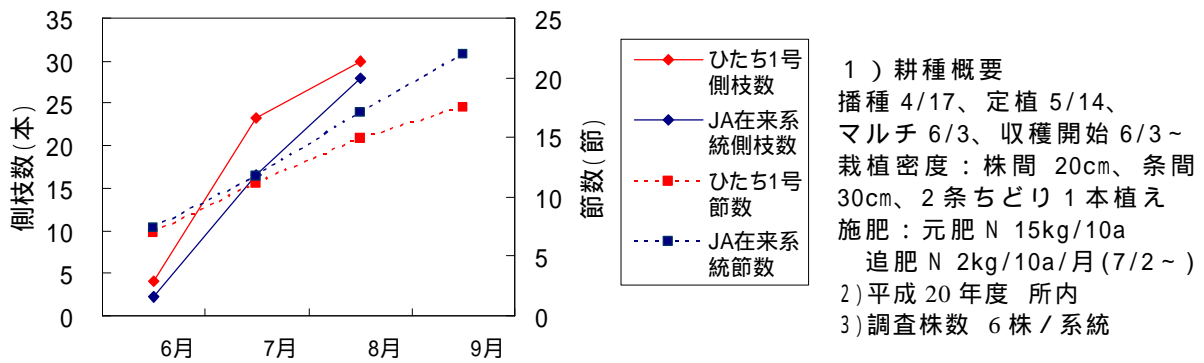 35
30
25
20
15
10
5
0
側枝数(本)
25
20
15
10
5
0
節数(節)
6月 7月 8月 9月
ひたち1号
側枝数
JA在来系
統側枝数
ひたち1号
節数
JA在来系
統節数
1)耕種概要
播種 4/17、定植 5/14、
マルチ 6/3、収穫開始 6/3~
栽植密度:株間 20cm、条間
30cm、2条ちどり1本植え
施肥:元肥 N 15kg/10a
追肥 N 2kg/10a/月(7/2~)
2)平成 20 年度 所内
3)調査株数 6株/系統